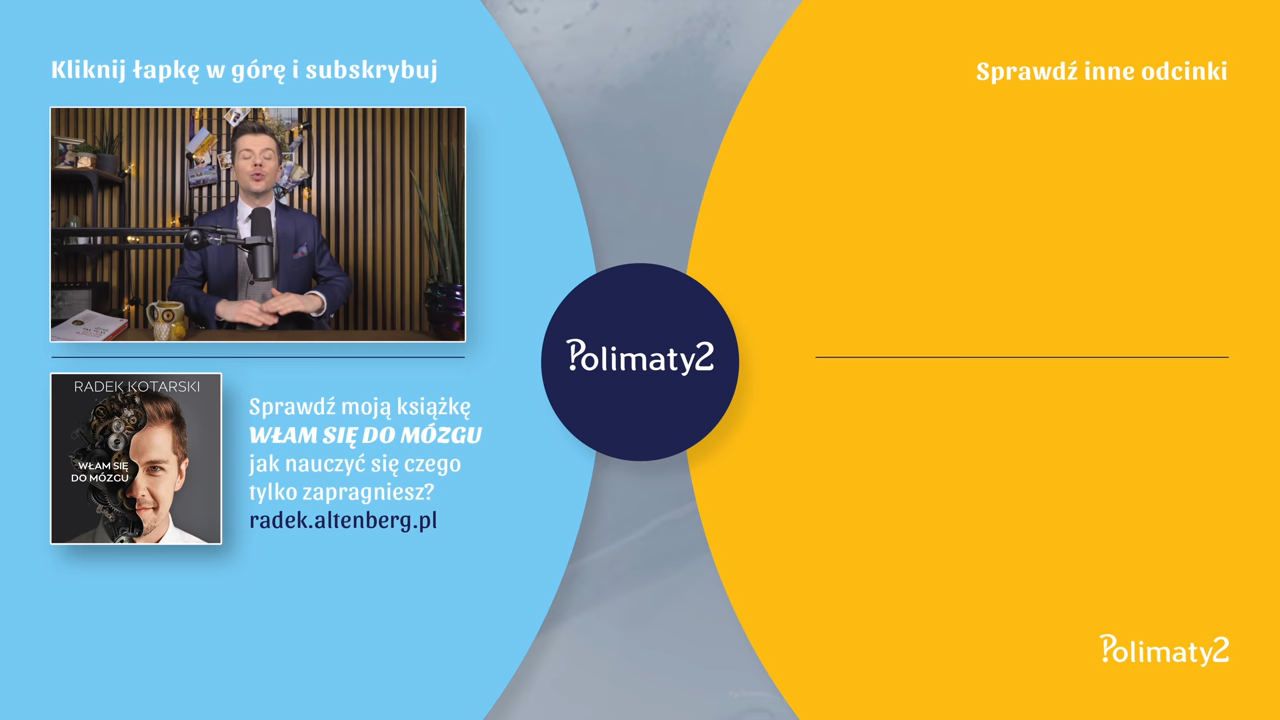 Kliknij łapkę w górę i subskrybuj
RADEK KOTARSKI
WŁAM SIĘ
DO MÓZGU
Sprawdź moją książkę
WŁAM SIĘ DO MÓZGU
jak nauczyć się czego
tylko zapragniesz?
radek.altenberg.pl
Polimaty2
Sprawdź inne odcinki
Polimaty2